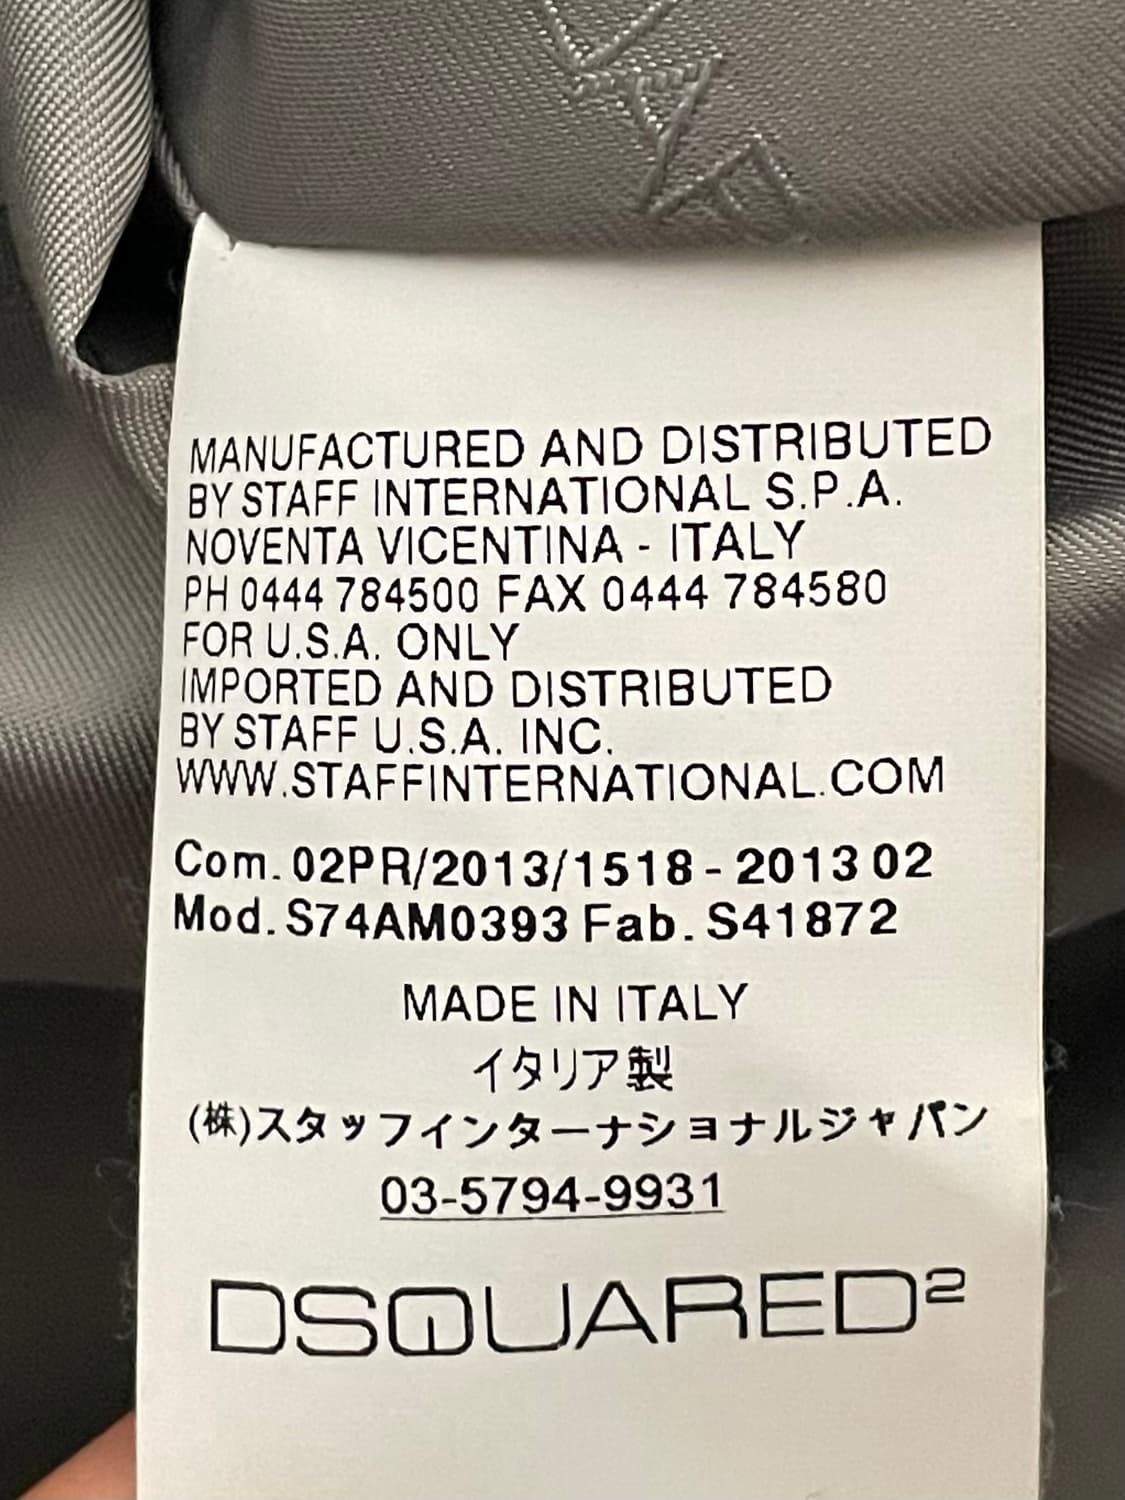 MANUFACTURED AND DISTRIBUTED
BY STAFF INTERNATIONAL S.P.A.
NOVENTA VICENTINA - ITALY
PH 0444 784500 FAX 0444 784580
FOR U.S.A. ONLY
IMPORTED AND DISTRIBUTED
BY STAFF U.S.A. INC.
WWW.STAFFINTERNATIONAL.COM
Com. 02PR/2013/1518 - 2013 02
Mod. S74AM0393 Fab. S41872
MADE IN ITALY
イタリア製
(株)スタッフインターナショナルジャパン
03-5794-9931
DSQUARED²